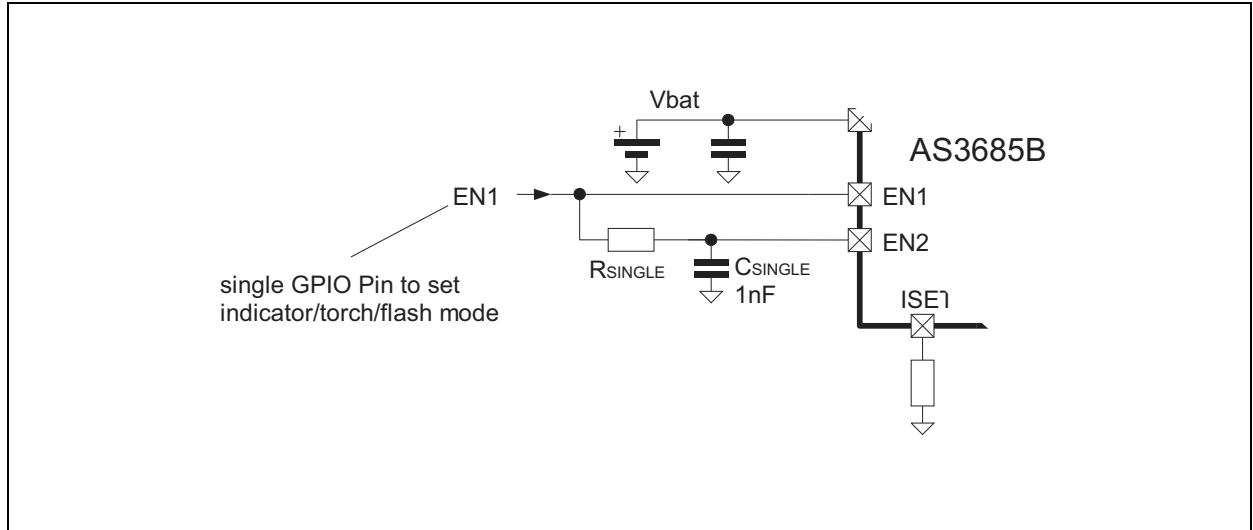 Vbat
+
AS3685B
EN1
EN1
EN2
RSINGLE
CSINGLE
1nF
single GPIO Pin to set
indicator/torch/flash mode
ISET